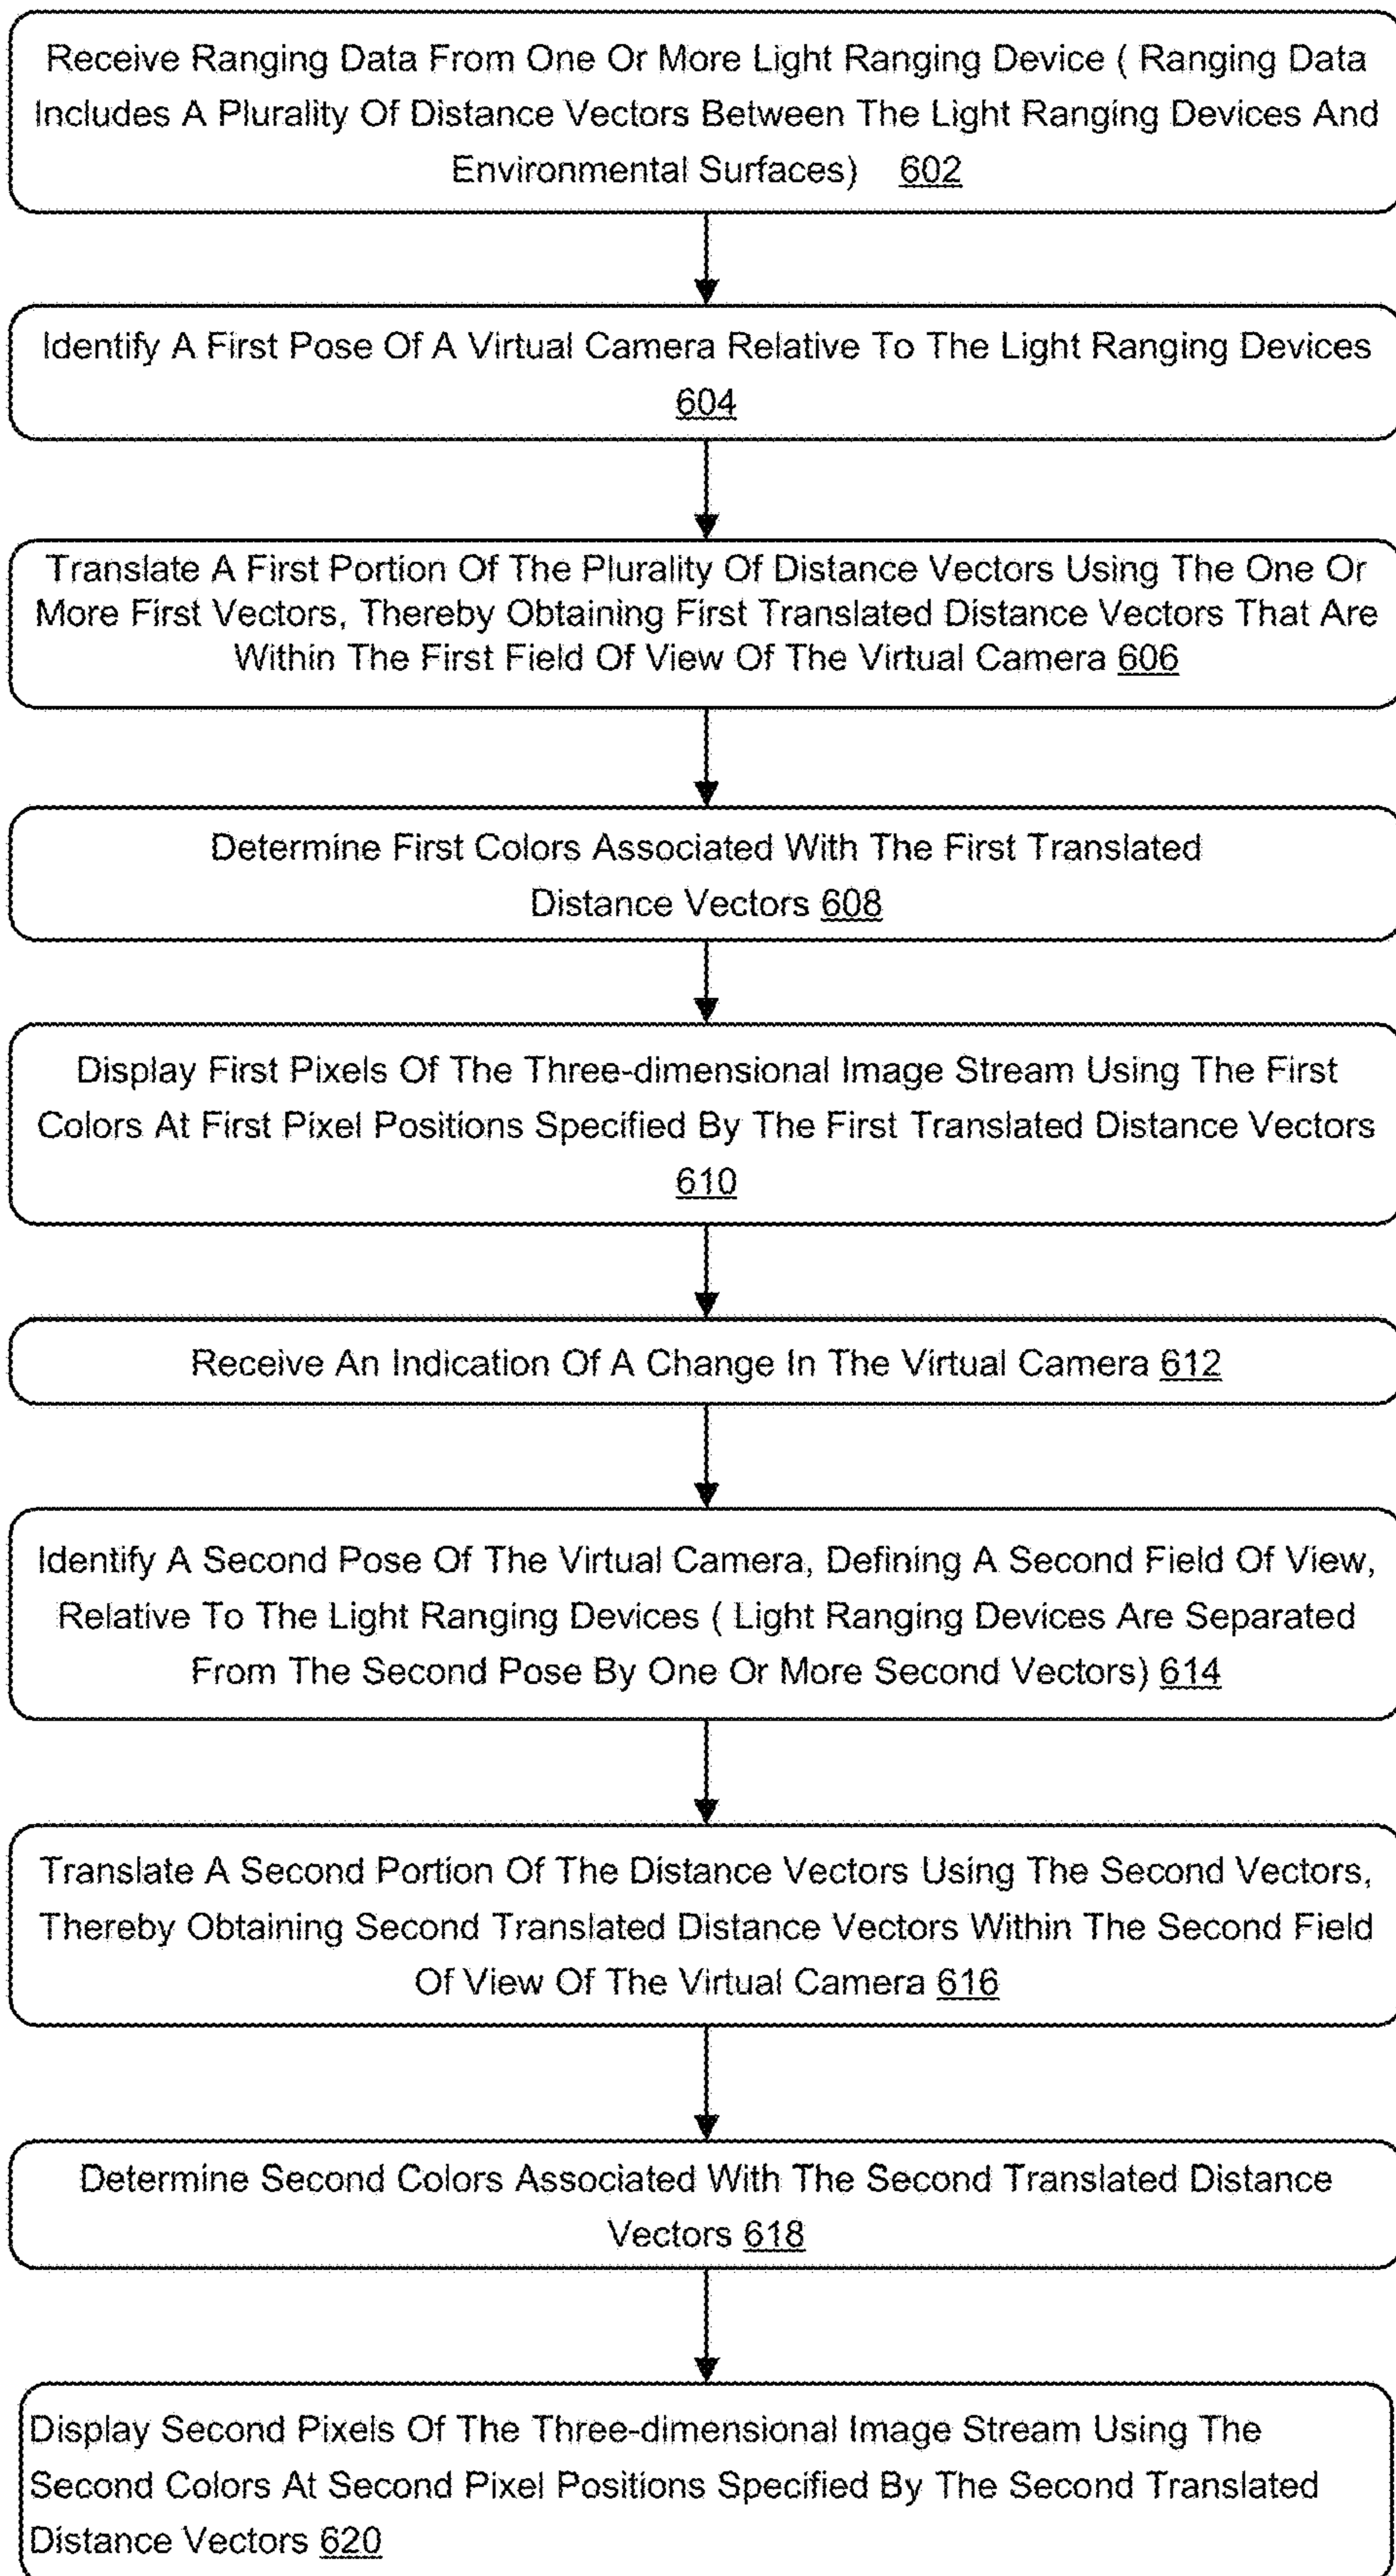 Receive Ranging Data From One Or More Light Ranging Device ( Ranging Data
Includes A Plurality Of Distance Vectors Between The Light Ranging Devices And
Environmental Surfaces) 602
Identify A First Pose Of A Virtual Camera Relative To The Light Ranging Devices
604
Translate A First Portion Of The Plurality Of Distance Vectors Using The One Or
More First Vectors, Thereby Obtaining First Translated Distance Vectors That Are
Within The First Field Of View Of The Virtual Camera 606
Determine First Colors Associated With The First Translated
Distance Vectors 608
Display First Pixels Of The Three-dimensional Image Stream Using The First
Colors At First Pixel Positions Specified By The First Translated Distance Vectors
610
Receive An Indication Of A Change In The Virtual Camera 612
Identify A Second Pose Of The Virtual Camera, Defining A Second Field Of View,
Relative To The Light Ranging Devices ( Light Ranging Devices Are Separated
From The Second Pose By One Or More Second Vectors) 614
Translate A Second Portion Of The Distance Vectors Using The Second Vectors,
Thereby Obtaining Second Translated Distance Vectors Within The Second Field
Of View Of The Virtual Camera 616
Determine Second Colors Associated With The Second Translated Distance
Vectors 618
Display Second Pixels Of The Three-dimensional Image Stream Using The
Second Colors At Second Pixel Positions Specified By The Second Translated
Distance Vectors 620